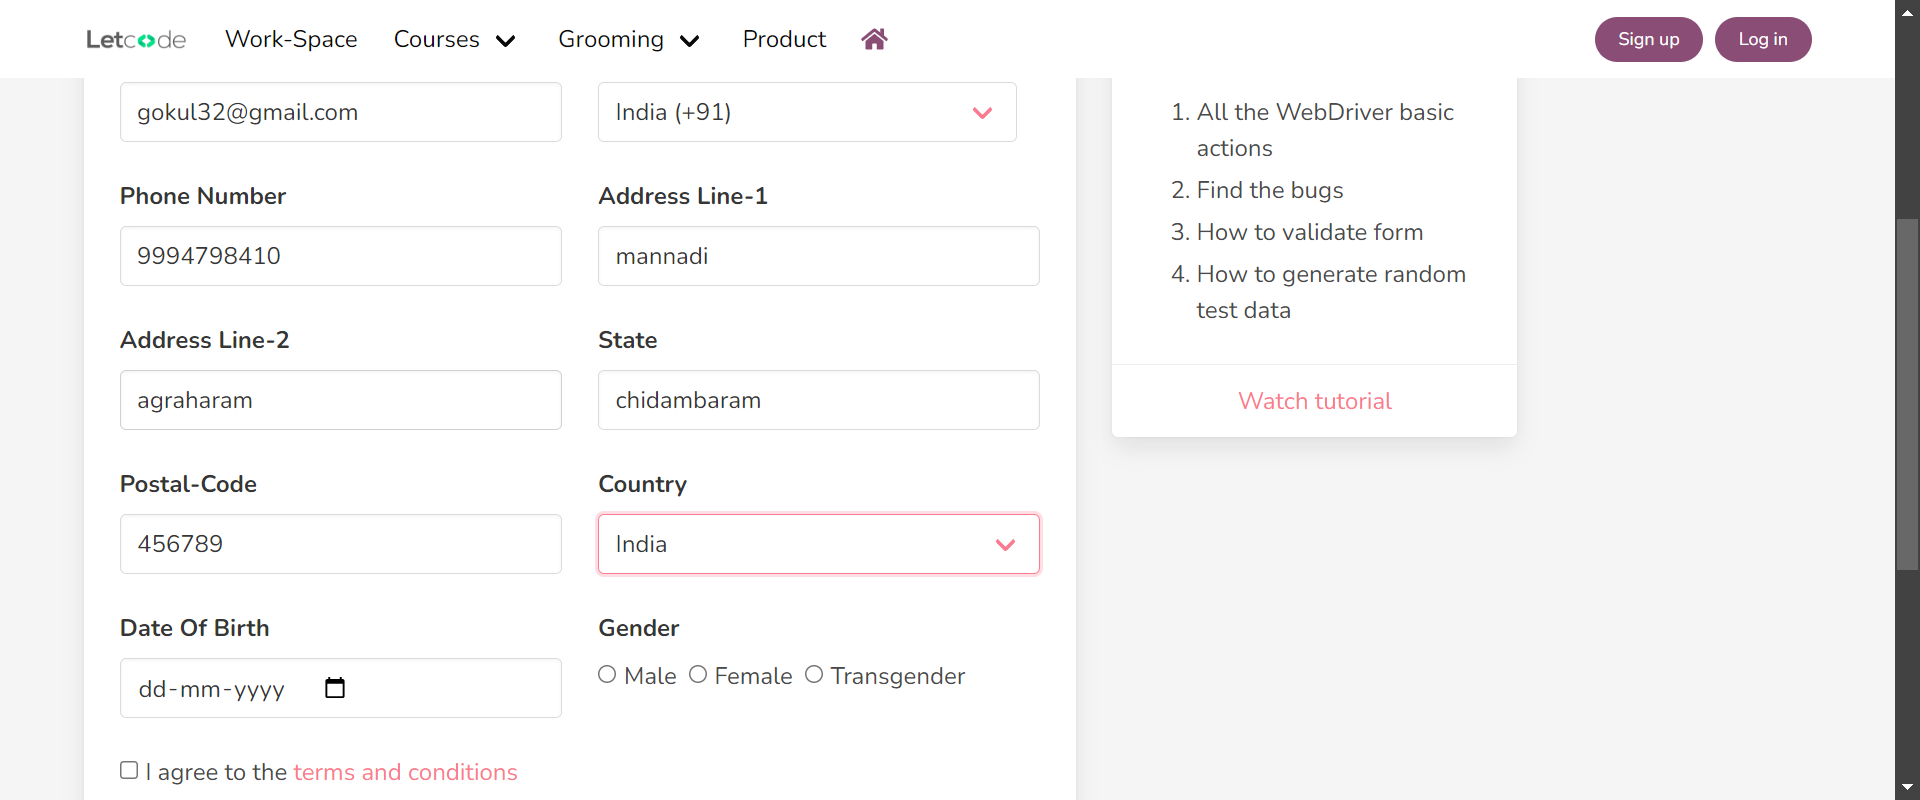 Letcode Work-Space Courses Grooming Product Sign up Log in
gokul32@gmail.com India (+91)
Phone Number Address Line-1
9994798410 mannadi
Address Line-2 State
agraharam chidambaram
Postal-Code Country
456789 India
Date Of Birth Gender
dd-mm-yyyy Male Female Transgender
I agree to the terms and conditions
1. All the WebDriver basic
actions
2. Find the bugs
3. How to validate form
4. How to generate random
test data
Watch tutorial